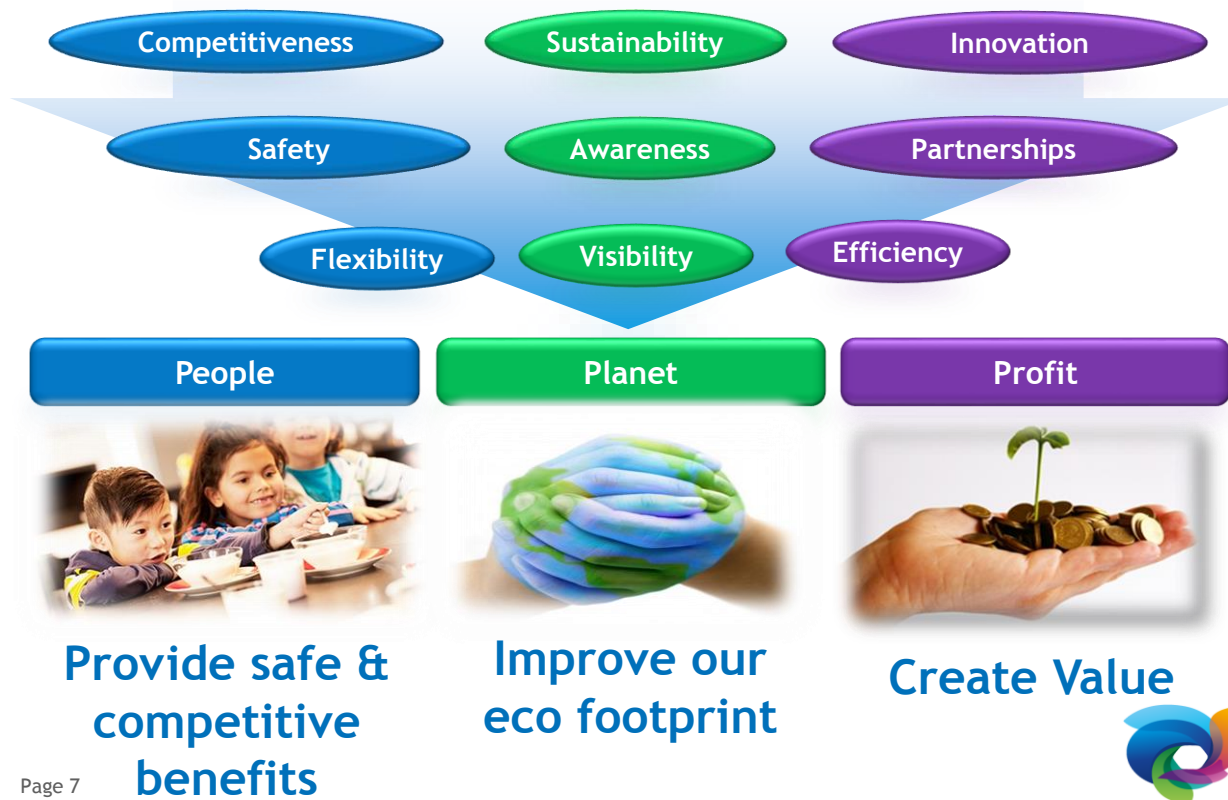 Competitiveness
Sustainability
Innovation
Safety
Awareness
Partnerships
Flexibility
Visibility
Efficiency
People
Planet
Profit
Provide safe &
competitive
benefits
Improve our
eco footprint
Create Value
Page 7